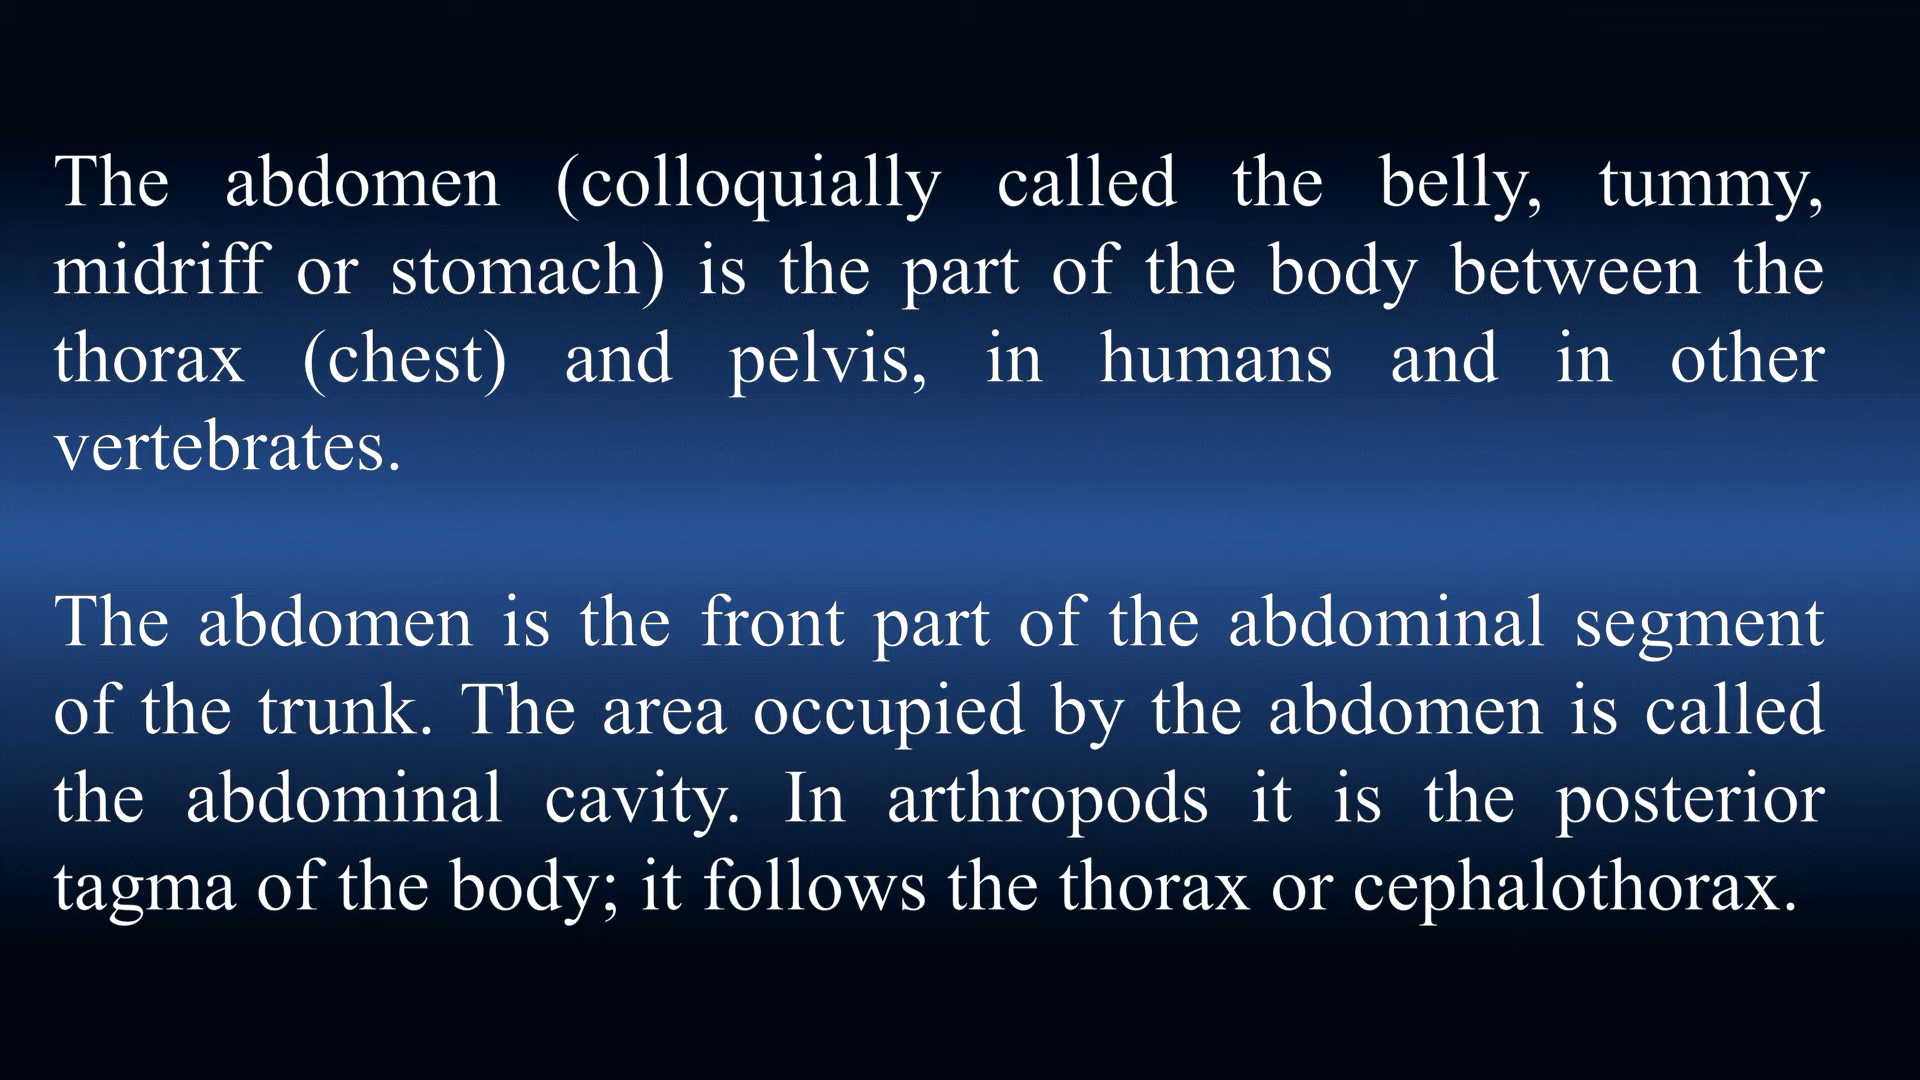 The abdomen (colloquially called the belly, tummy,
midriff or stomach) is the part of the body between the
thorax (chest) and pelvis, in humans and in other
vertebrates.
The abdomen is the front part of the abdominal segment
of the trunk. The area occupied by the abdomen is called
the abdominal cavity. In arthropods it is the posterior
tagma of the body; it follows the thorax or cephalothorax.